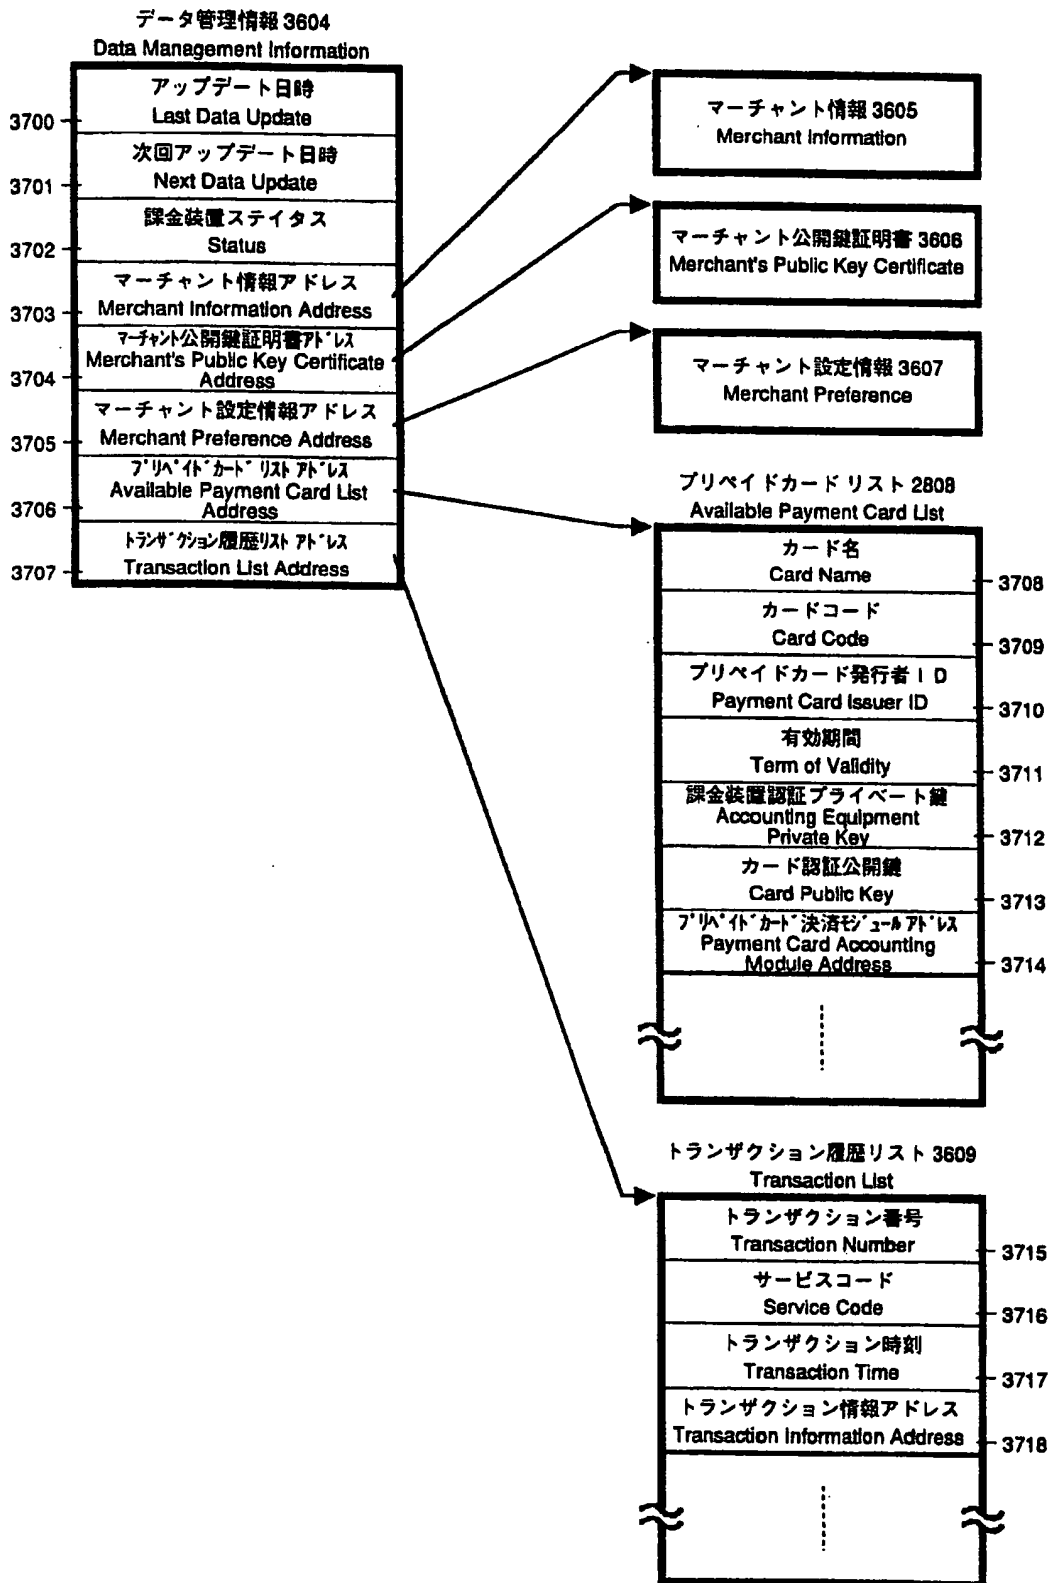 データ管理情報 3604
Data Management Information
アップデート日時
Last Data Update
3700
次回アップデート日時
Next Data Update
3701
課金装置ステイタス
Status
3702
マーチャント情報アドレス
Merchant Information Address
3703
マーチャント公開鍵証明書アドレス
Merchant's Public Key Certificate
Address
3704
マーチャント設定情報アドレス
Merchant Preference Address
3705
プリペイドカード リスト アドレス
Available Payment Card List
Address
3706
トランザクション履歴リスト アドレス
Transaction List Address
3707
マーチャント情報 3605
Merchant Information
マーチャント公開鍵証明書 3606
Merchant's Public Key Certificate
マーチャント設定情報 3607
Merchant Preference
プリペイドカード リスト 2808
Available Payment Card List
カード名
Card Name
3708
カードコード
Card Code
3709
プリペイドカード発行者ID
Payment Card Issuer ID
3710
有効期間
Term of Validity
3711
課金装置認証プライベート鍵
Accounting Equipment
Private Key
3712
カード認証公開鍵
Card Public Key
3713
プリペイドカード決済モジュールアドレス
Payment Card Accounting
Module Address
3714
トランザクション履歴リスト 3609
Transaction List
トランザクション番号
Transaction Number
3715
サービスコード
Service Code
3716
トランザクション時刻
Transaction Time
3717
トランザクション情報アドレス
Transaction Information Address
3718